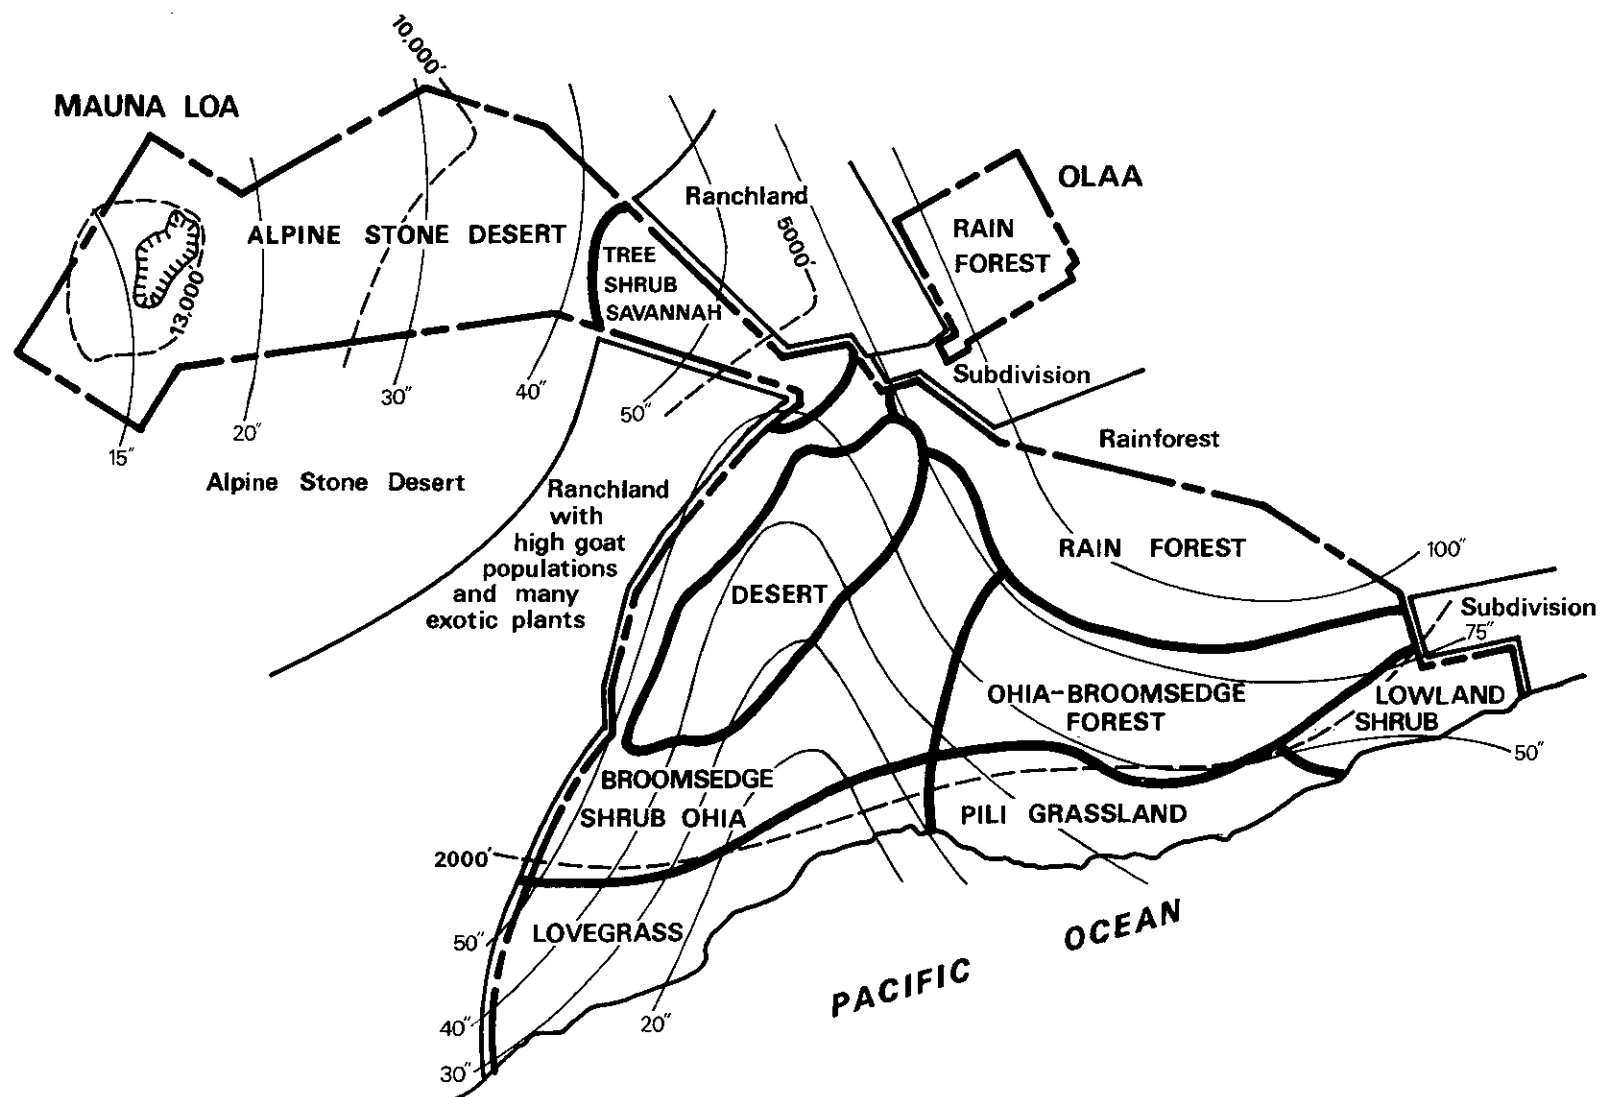 10,000′
MAUNA LOA
OLAA
Ranchland
RAIN
FOREST
5000′
ALPINE STONE DESERT
TREE
SHRUB
SAVANNAH
13,000′
Subdivision
15″
20″
30″
40″
50″
Rainforest
Alpine Stone Desert
Ranchland
with
high goat
populations
and many
exotic plants
RAIN FOREST
100″
DESERT
Subdivision
75″
OHIA-BROOMSEDGE
FOREST
LOWLAND
SHRUB
50″
BROOMSEDGE
SHRUB OHIA
PILI GRASSLAND
2000′
LOVEGRASS
50″
40″
30″
20″
PACIFIC OCEAN